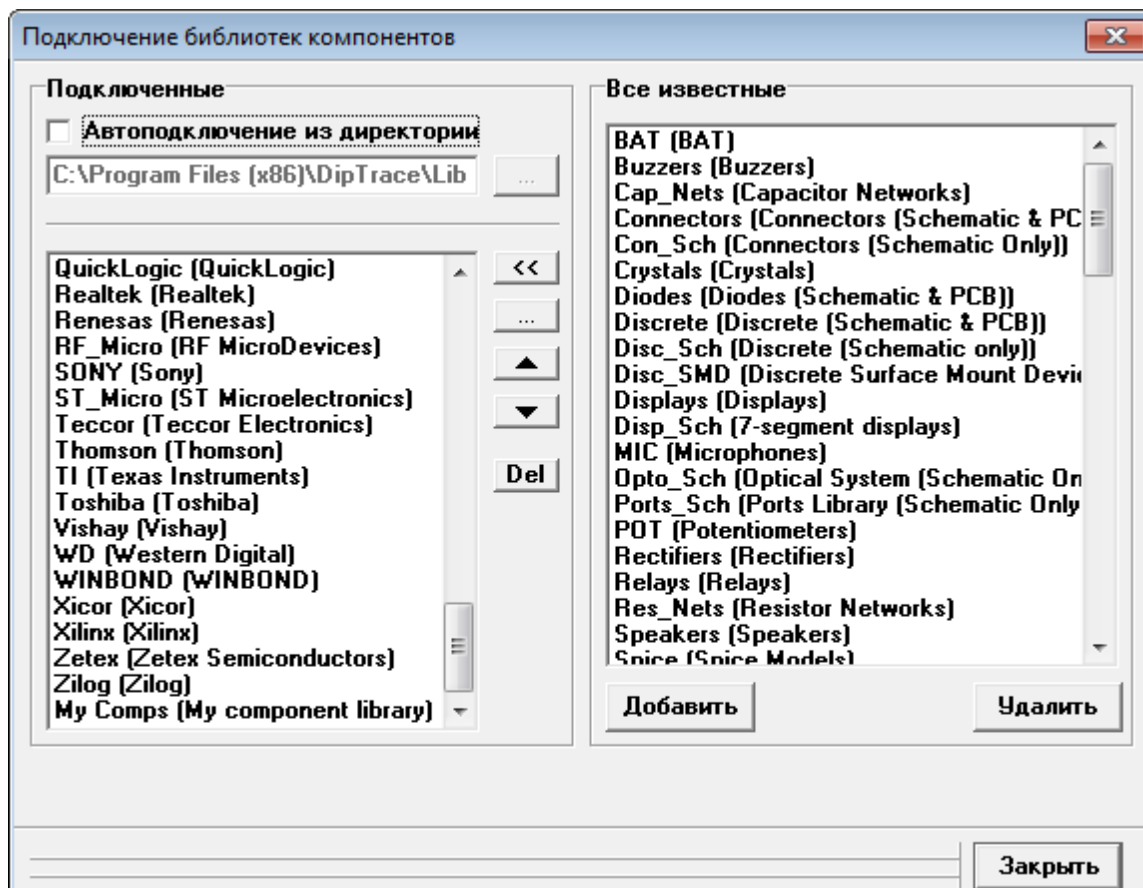 Подключение библиотек компонентов
Подключенные
Автоподключение из директории
C:\Program Files (x86)\DipTrace\Lib
...
QuickLogic (QuickLogic)
Realtek (Realtek)
Renesas (Renesas)
RF_Micro (RF MicroDevices)
SONY (Sony)
ST_Micro (ST Microelectronics)
Teccor (Teccor Electronics)
Thomson (Thomson)
TI (Texas Instruments)
Toshiba (Toshiba)
Vishay (Vishay)
WD (Western Digital)
WINBOND (WINBOND)
Xicor (Xicor)
Xilinx (Xilinx)
Zetex (Zetex Semiconductors)
Zilog (Zilog)
My Comps (My component library)
<<
...
Del
Все известные
BAT (BAT)
Buzzers (Buzzers)
Cap_Nets (Capacitor Networks)
Connectors (Connectors (Schematic & PC
Con_Sch (Connectors (Schematic Only))
Crystals (Crystals)
Diodes (Diodes (Schematic & PCB))
Discrete (Discrete (Schematic & PCB))
Disc_Sch (Discrete (Schematic only))
Disc_SMD (Discrete Surface Mount Devic
Displays (Displays)
Disp_Sch (7-segment displays)
MIC (Microphones)
Opto_Sch (Optical System (Schematic On
Ports_Sch (Ports Library (Schematic Only
POT (Potentiometers)
Rectifiers (Rectifiers)
Relays (Relays)
Res_Nets (Resistor Networks)
Speakers (Speakers)
Spice (Spice Models)
Добавить
Удалить
Закрыть